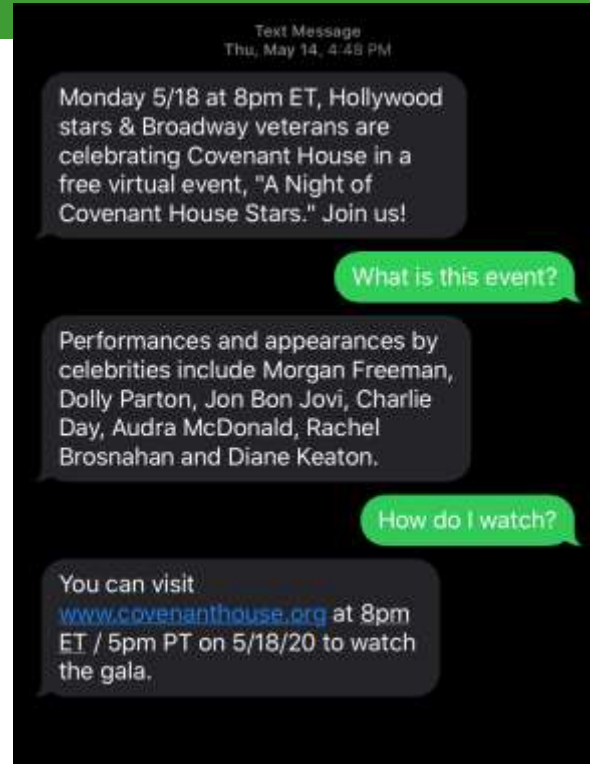 Text Message
Thu, May 14, 4:48 PM
Monday 5/18 at 8pm ET, Hollywood
stars & Broadway veterans are
celebrating Covenant House in a
free virtual event, "A Night of
Covenant House Stars." Join us!
What is this event?
Performances and appearances by
celebrities include Morgan Freeman,
Dolly Parton, Jon Bon Jovi, Charlie
Day, Audra McDonald, Rachel
Brosnahan and Diane Keaton.
How do I watch?
You can visit
www.covenanthouse.org at 8pm
ET / 5pm PT on 5/18/20 to watch
the gala.